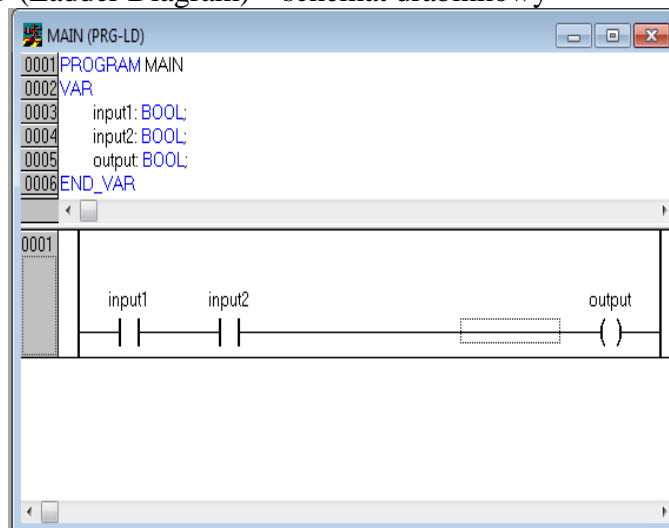 (Ladder Diagram) – schemat drabinkowy
MAIN (PRG-LD)
0001 PROGRAM MAIN
0002 VAR
0003 input1: BOOL;
0004 input2: BOOL;
0005 output: BOOL;
0006 END_VAR
0001
input1 input2 output